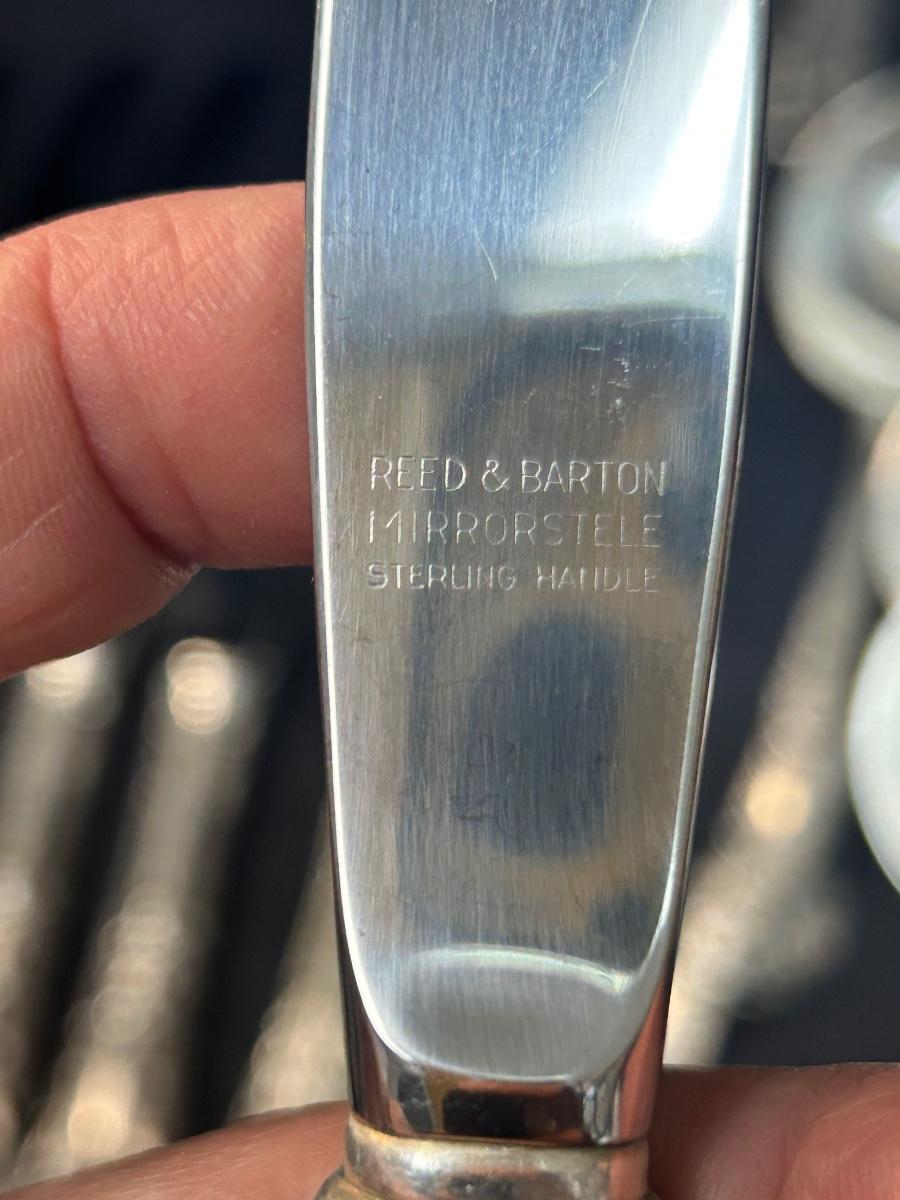 REED & BARTON
MIRRORSTELE
STERLING HANDLE